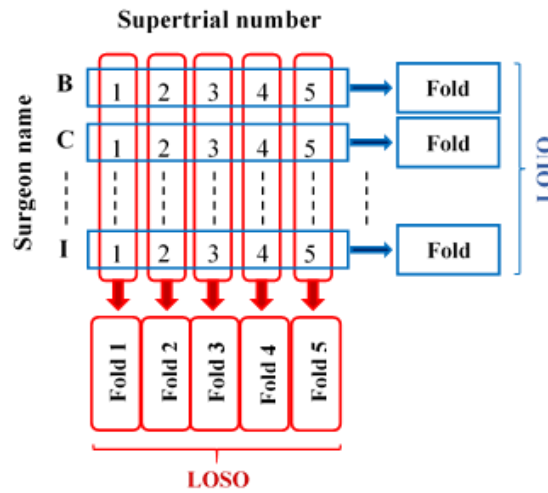 Supertrial number
Surgeon name
B 1 2 3 4 5 Fold
C 1 2 3 4 5 Fold
I 1 2 3 4 5 Fold
LOUO
Fold 1 Fold 2 Fold 3 Fold 4 Fold 5
LOSO